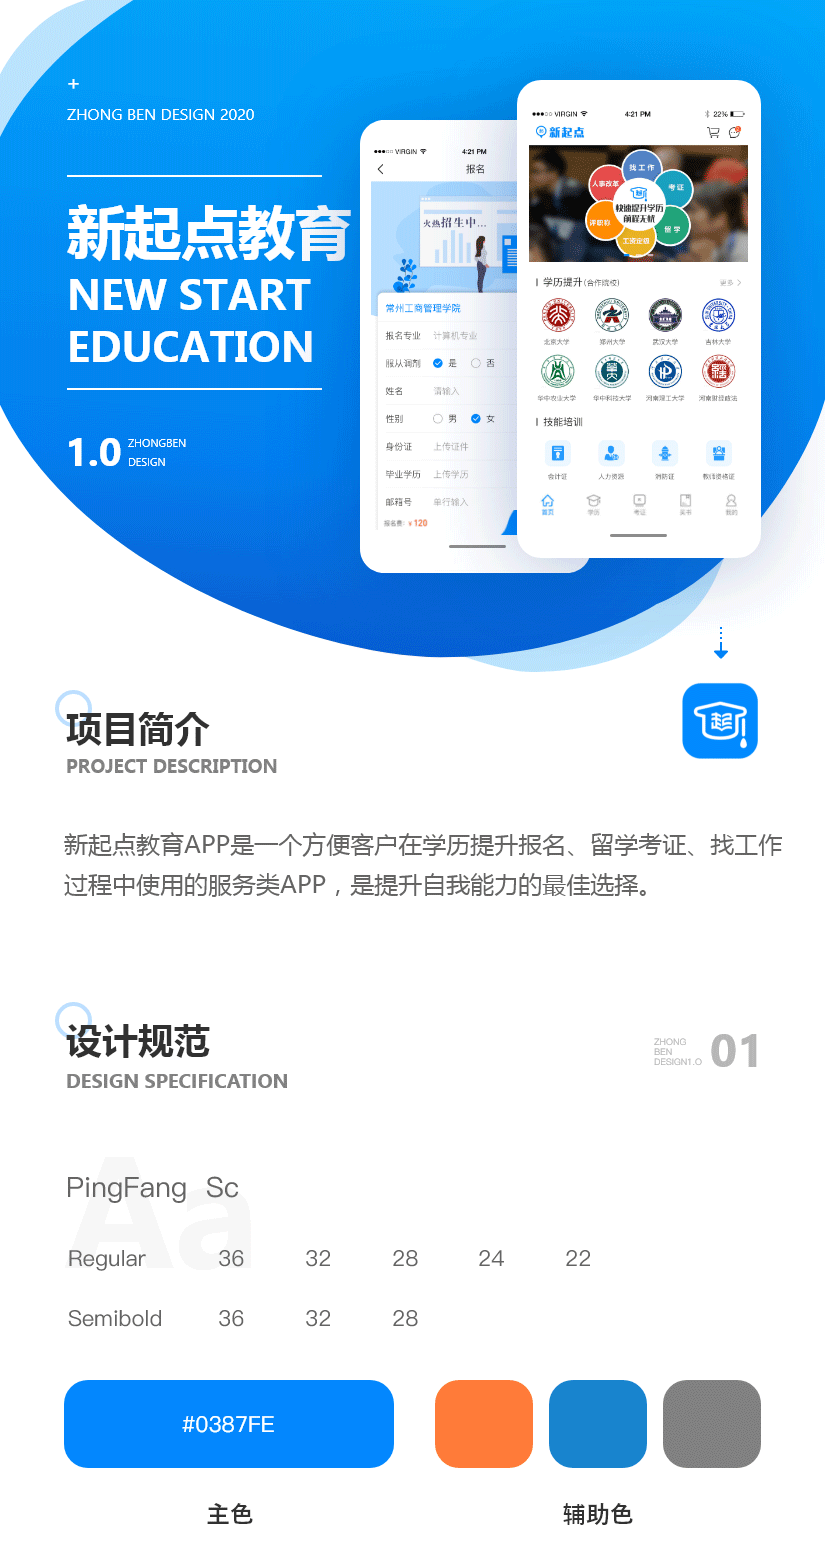 +
ZHONG BEN DESIGN 2020
新起点教育
NEW START
EDUCATION
1.0
ZHONGBEN
DESIGN
VIRGIN
4:21 PM
报名
火热招生中...
常州工商管理学院
报名专业 计算机专业
服从调剂 是 否
姓名 请输入
性别 男 女
身份证 上传证件
毕业学历 上传学历
邮箱号 单行输入
报名费: ¥120
VIRGIN
4:21 PM
22%
新起点
找工作
人事改革
考证
快速提升学历
前程无忧
评职称
留学
工资定级
学历提升(合作院校)
更多
北京大学
郑州大学
武汉大学
吉林大学
华中农业大学
华中科技大学
河南理工大学
河南财经政法
技能培训
会计证
人力资源
消防证
教师资格证
首页
学历
考证
买书
我的
项目简介
PROJECT DESCRIPTION
新起点教育APP是一个方便客户在学历提升报名、留学考证、找工作
过程中使用的服务类APP，是提升自我能力的最佳选择。
设计规范
DESIGN SPECIFICATION
ZHONG
BEN
DESIGN1.0
01
Aa
PingFang Sc
Regular 36 32 28 24 22
Semibold 36 32 28
#0387FE
主色
辅助色